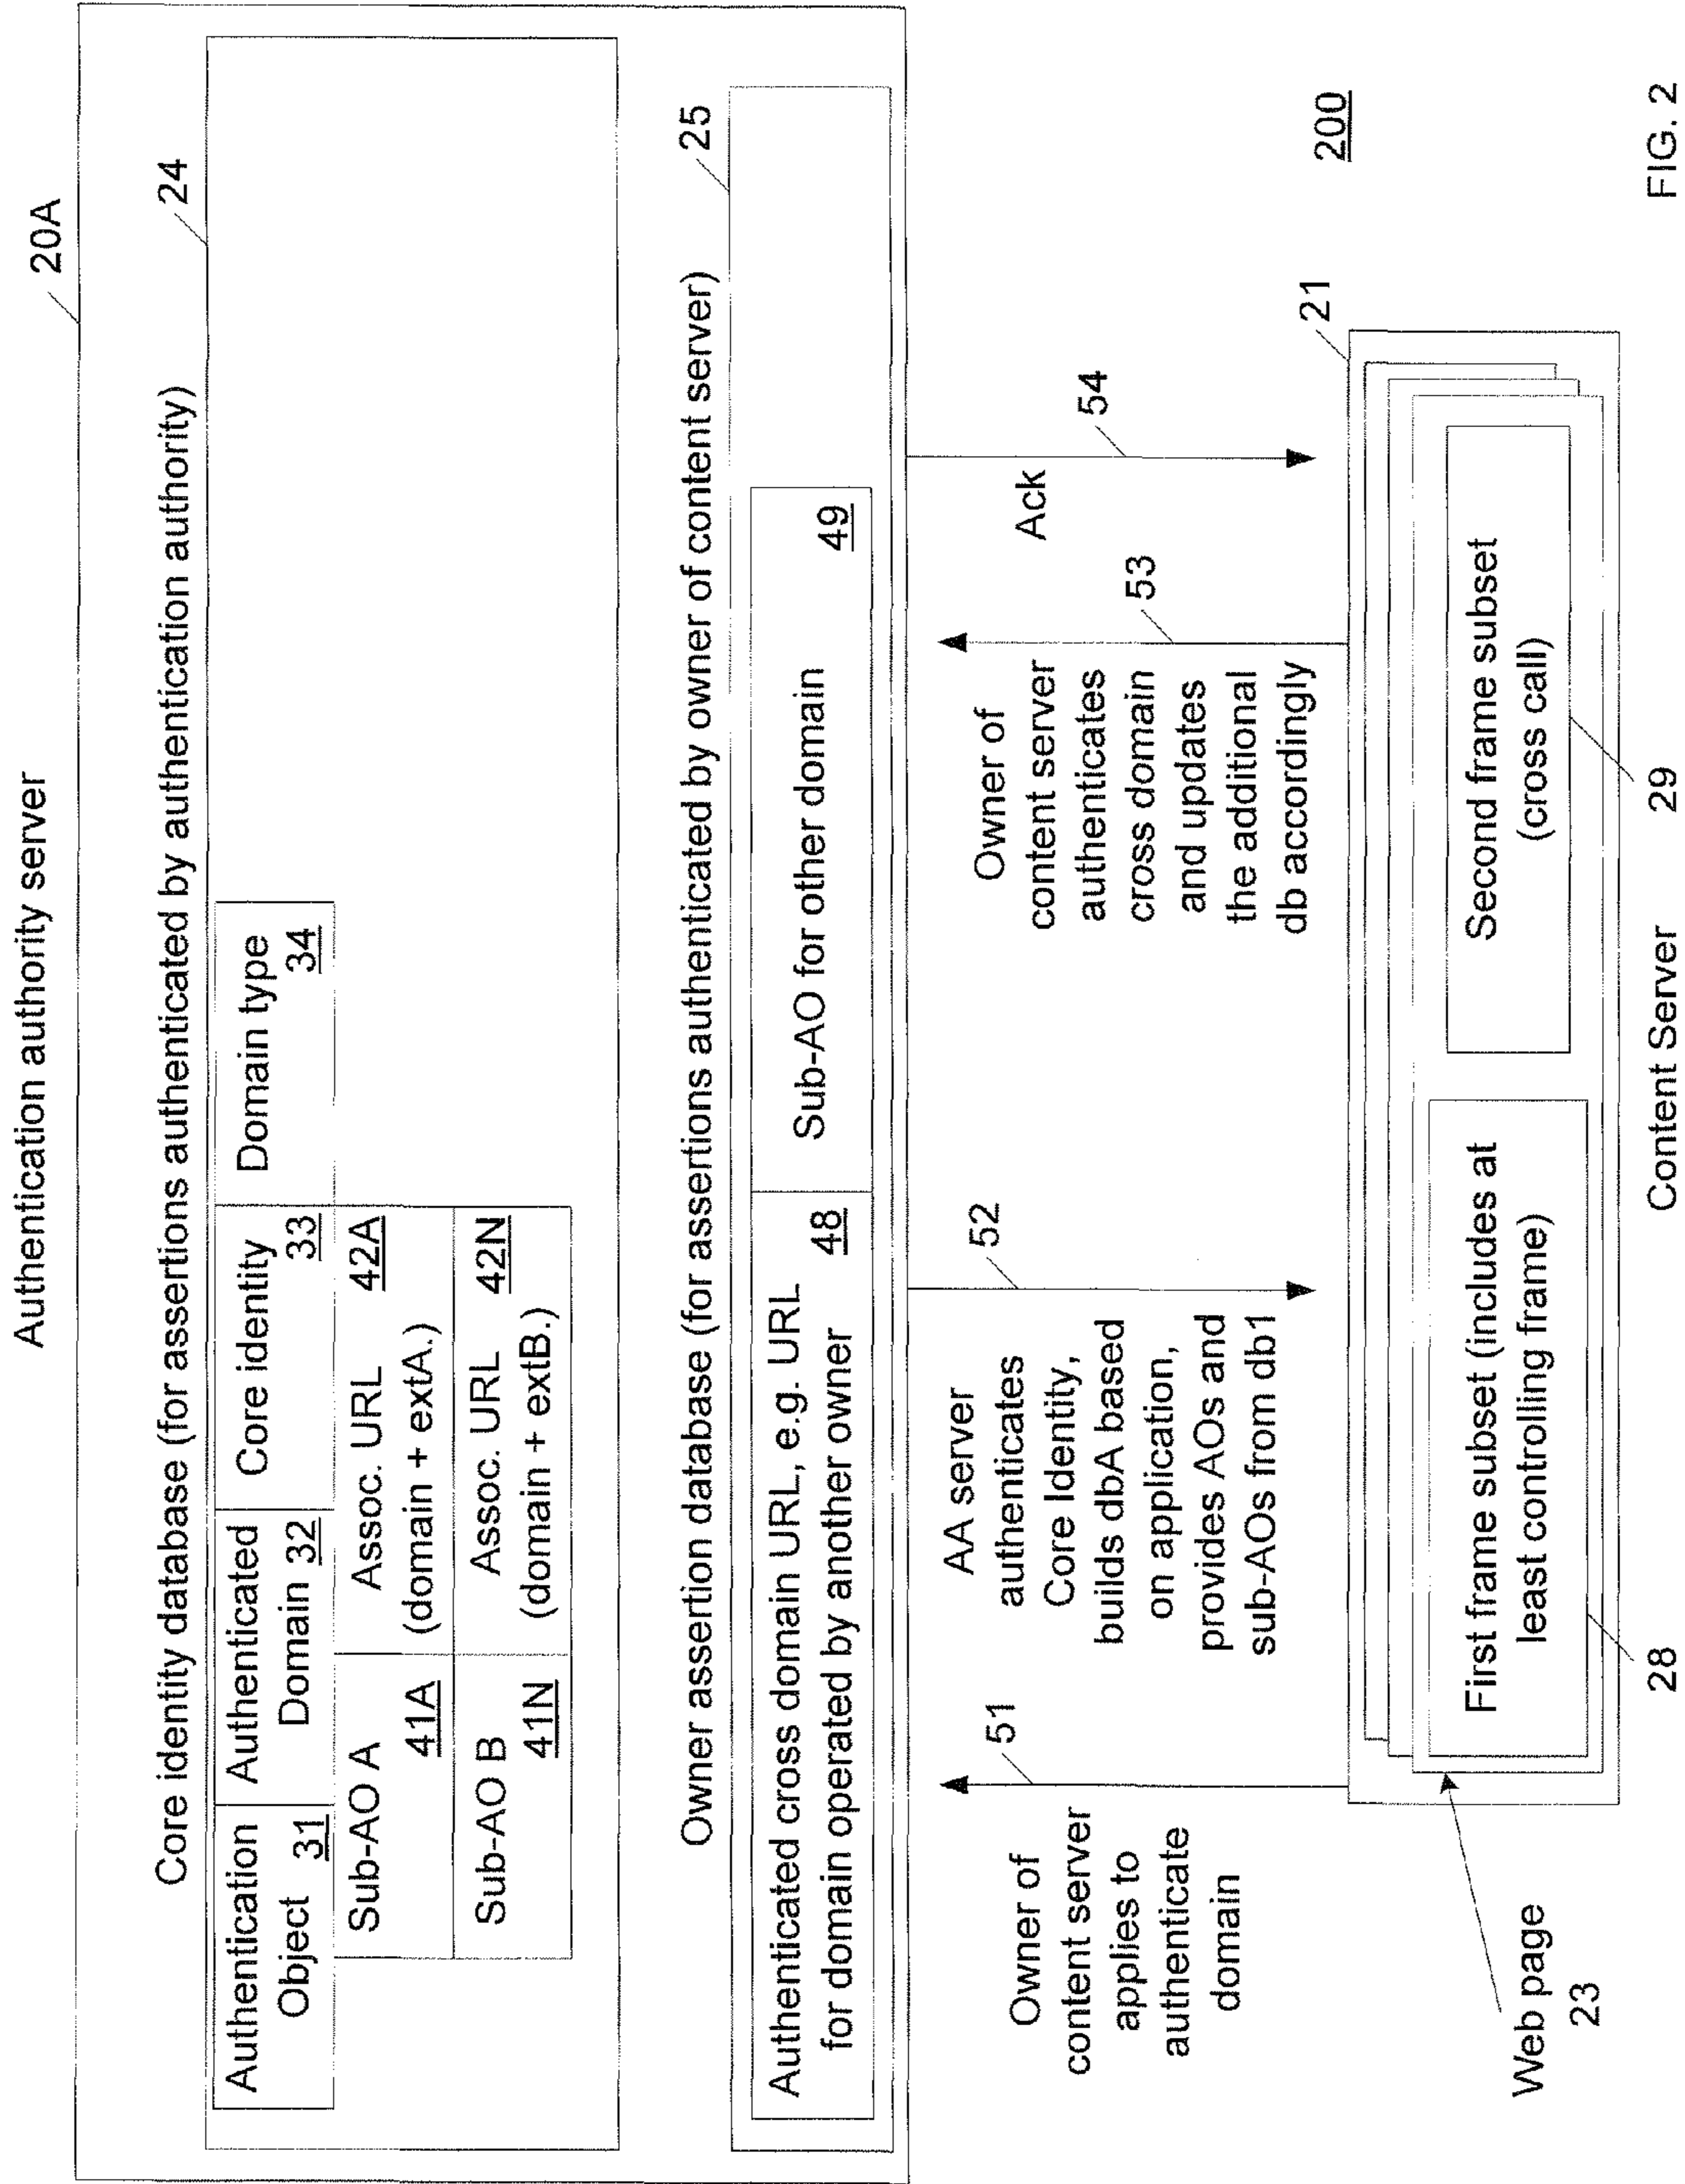 Authentication authority server
20A
Core identity database (for assertions authenticated by authentication authority)
24
Authentication
Object 31
Authenticated
Domain 32
Core identity
33
Domain type
34
Sub-AO A
41A
Assoc. URL 42A
(domain + extA.)
Sub-AO B
41N
Assoc. URL 42N
(domain + extB.)
Owner assertion database (for assertions authenticated by owner of content server)
25
Authenticated cross domain URL, e.g. URL
for domain operated by another owner 48
Sub-AO for other domain
49
Owner of
content server
applies to
authenticate
domain
51
AA server
authenticates
Core Identity,
builds dbA based
on application,
provides AOs and
sub-AOs from db1
52
Owner of
content server
authenticates
cross domain
and updates
the additional
db accordingly
53
Ack
54
200
21
Web page
23
First frame subset (includes at
least controlling frame)
28
Second frame subset
(cross call)
29
Content Server
FIG. 2